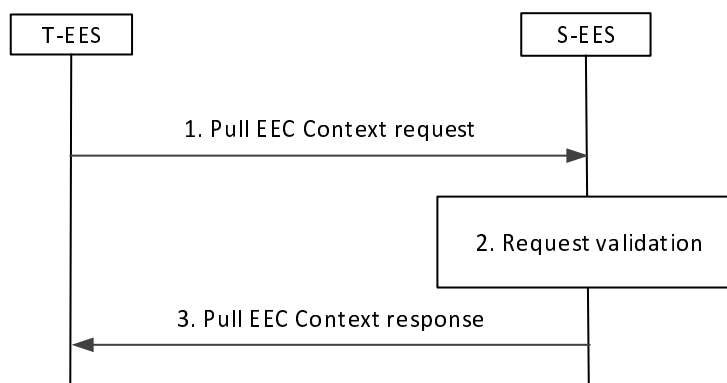 T-EES
S-EES
1. Pull EEC Context request
2. Request validation
3. Pull EEC Context response